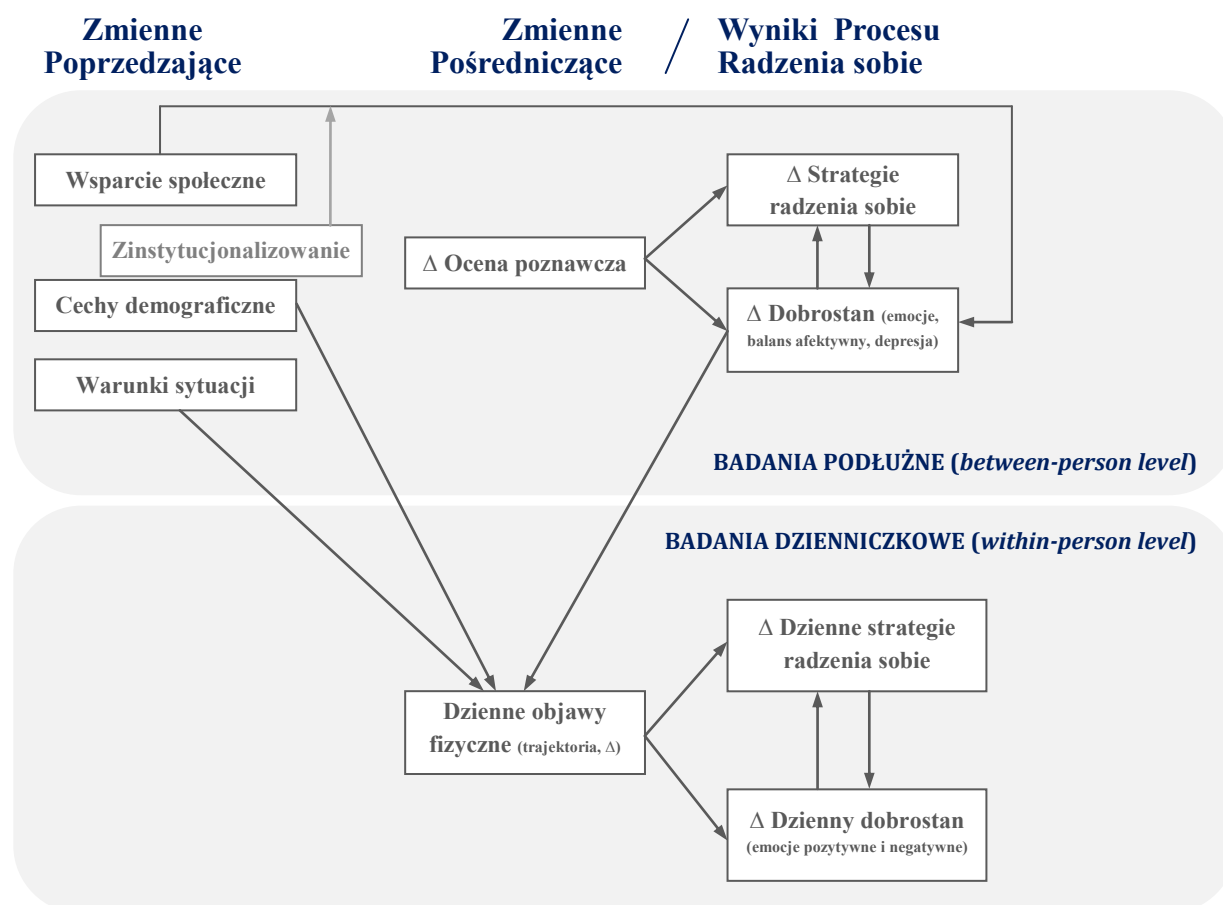 Zmienne
Poprzedzające
Zmienne
Pośredniczące
/
Wyniki Procesu
Radzenia sobie
Wsparcie społeczne
Zinstytucjonalizowanie
Cechy demograficzne
Warunki sytuacji
Δ Ocena poznawcza
Δ Strategie
radzenia sobie
Δ Dobrostan (emocje,
balans afektywny, depresja)
BADANIA PODŁUŻNE (between-person level)
BADANIA DZIENNICZKOWE (within-person level)
Dzienne objawy
fizyczne (trajektoria, Δ)
Δ Dzienne strategie
radzenia sobie
Δ Dzienny dobrostan
(emocje pozytywne i negatywne)